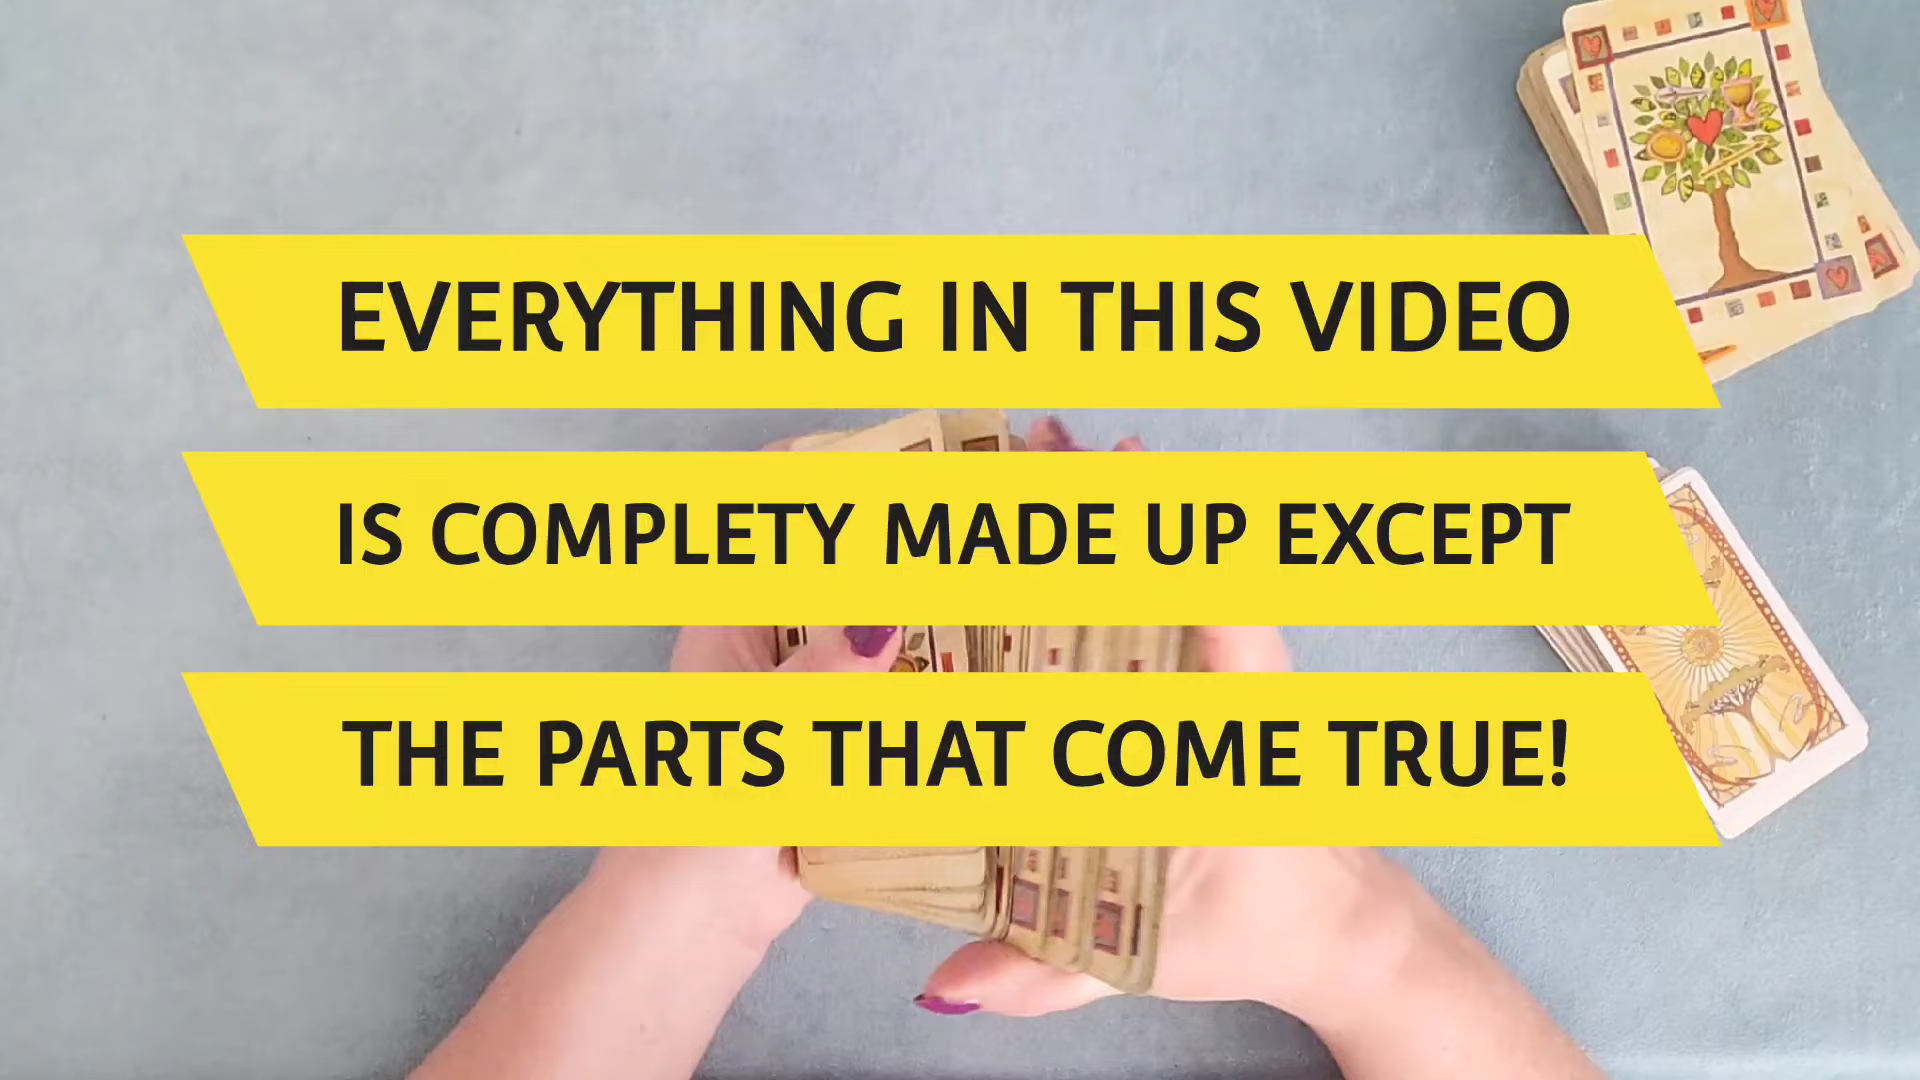 EVERYTHING IN THIS VIDEO
IS COMPLETY MADE UP EXCEPT
THE PARTS THAT COME TRUE!